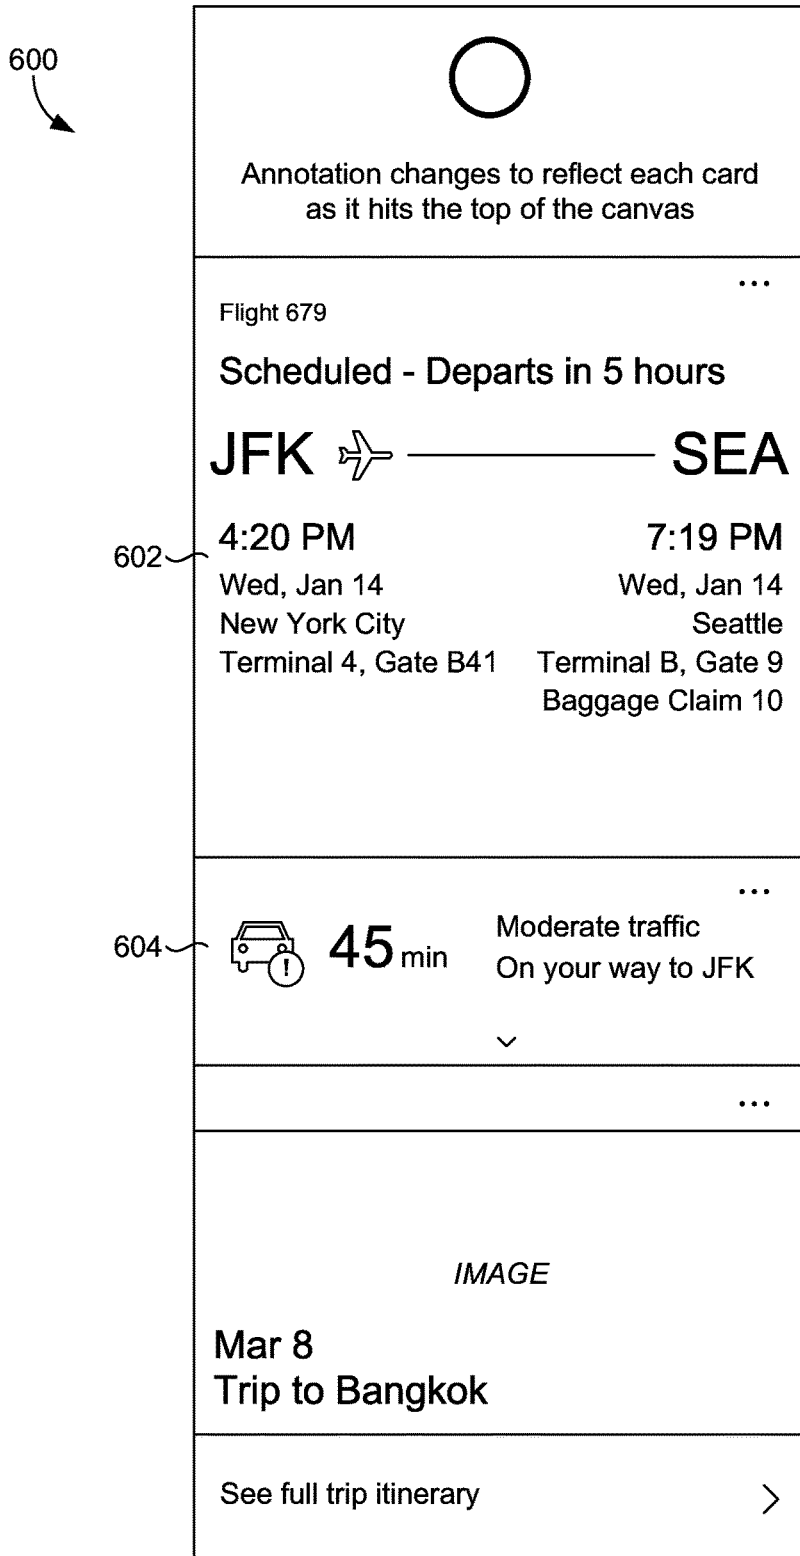 600
Annotation changes to reflect each card
as it hits the top of the canvas
...
Flight 679
Scheduled - Departs in 5 hours
JFK SEA
602
4:20 PM 7:19 PM
Wed, Jan 14 Wed, Jan 14
New York City Seattle
Terminal 4, Gate B41 Terminal B, Gate 9
Baggage Claim 10
...
604
! 45 min Moderate traffic
On your way to JFK
...
IMAGE
Mar 8
Trip to Bangkok
See full trip itinerary